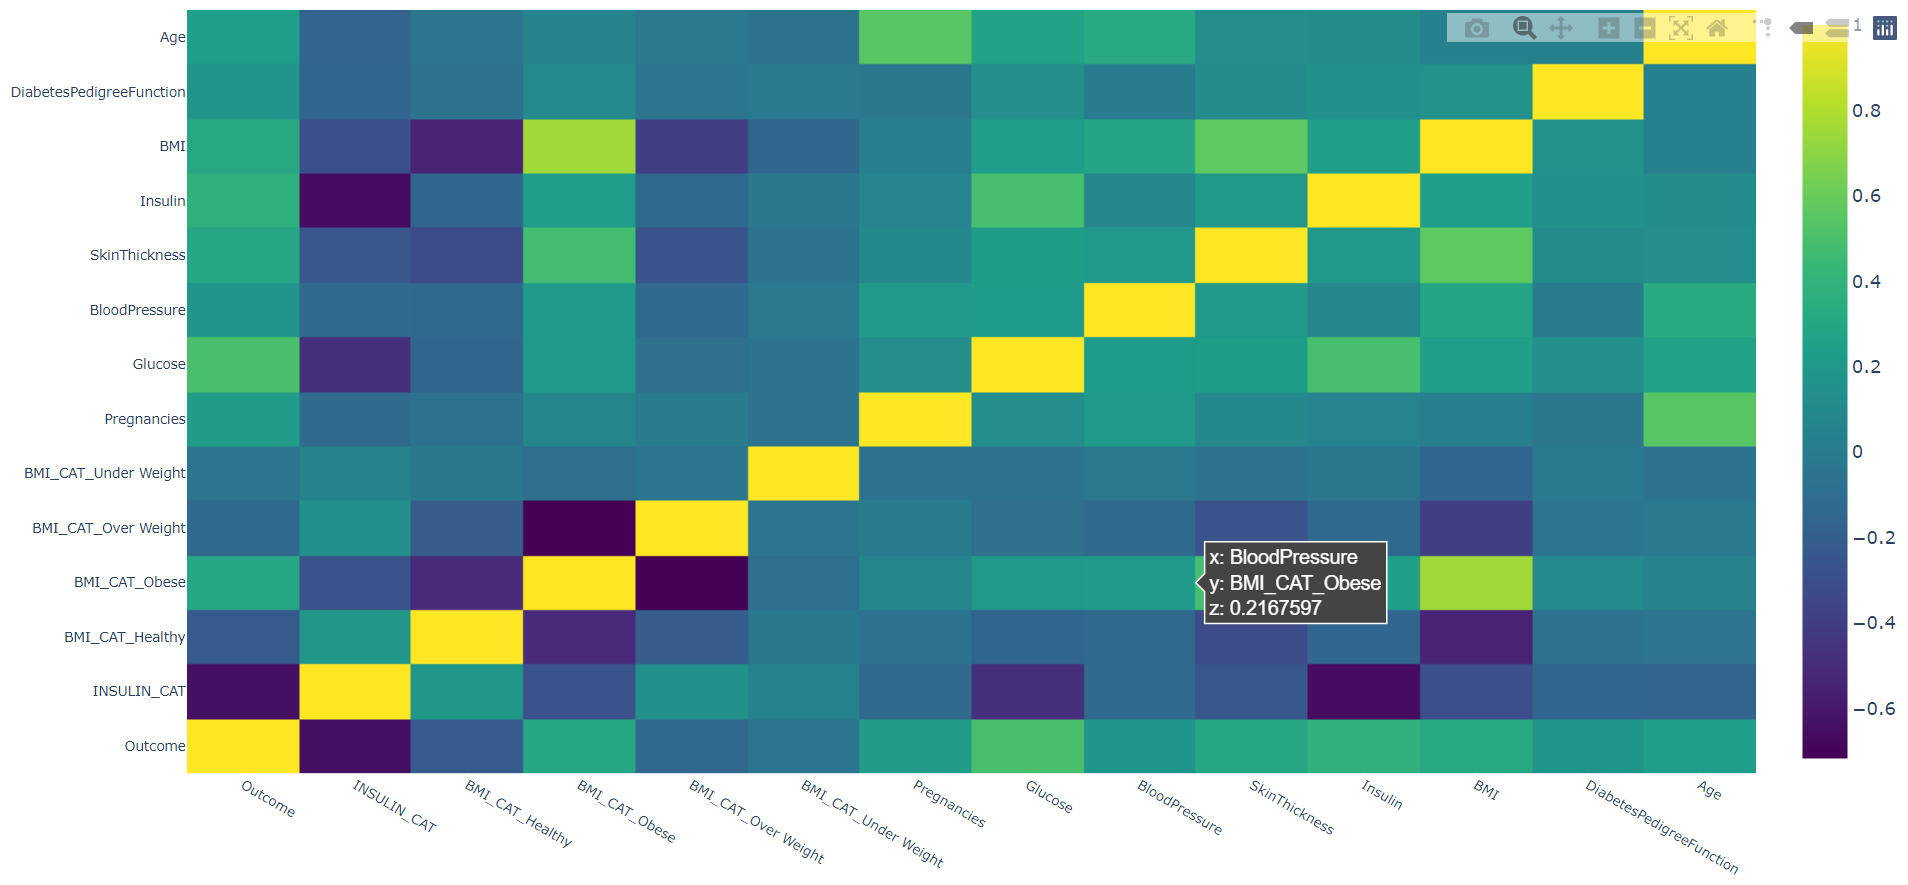 Age
DiabetesPedigreeFunction
BMI
Insulin
SkinThickness
BloodPressure
Glucose
Pregnancies
BMI_CAT_Under Weight
BMI_CAT_Over Weight
BMI_CAT_Obese
BMI_CAT_Healthy
INSULIN_CAT
Outcome
x: BloodPressure
y: BMI_CAT_Obese
z: 0.2167597
Outcome
INSULIN_CAT
BMI_CAT_Healthy
BMI_CAT_Obese
BMI_CAT_Over Weight
BMI_CAT_Under Weight
Pregnancies
Glucose
BloodPressure
SkinThickness
Insulin
BMI
DiabetesPedigreeFunction
Age
1
0.8
0.6
0.4
0.2
0
−0.2
−0.4
−0.6